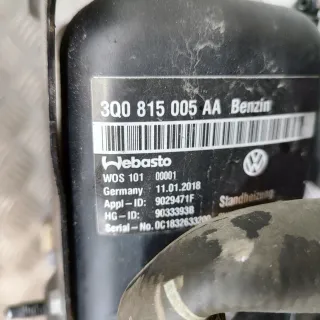 3Q0 815 005 AA Benzin
Webasto
WOS 101 00001
Germany 11.01.2018
Appl-ID: 9029471F
HG-ID: 9033393B Standheizung
Serial-No.